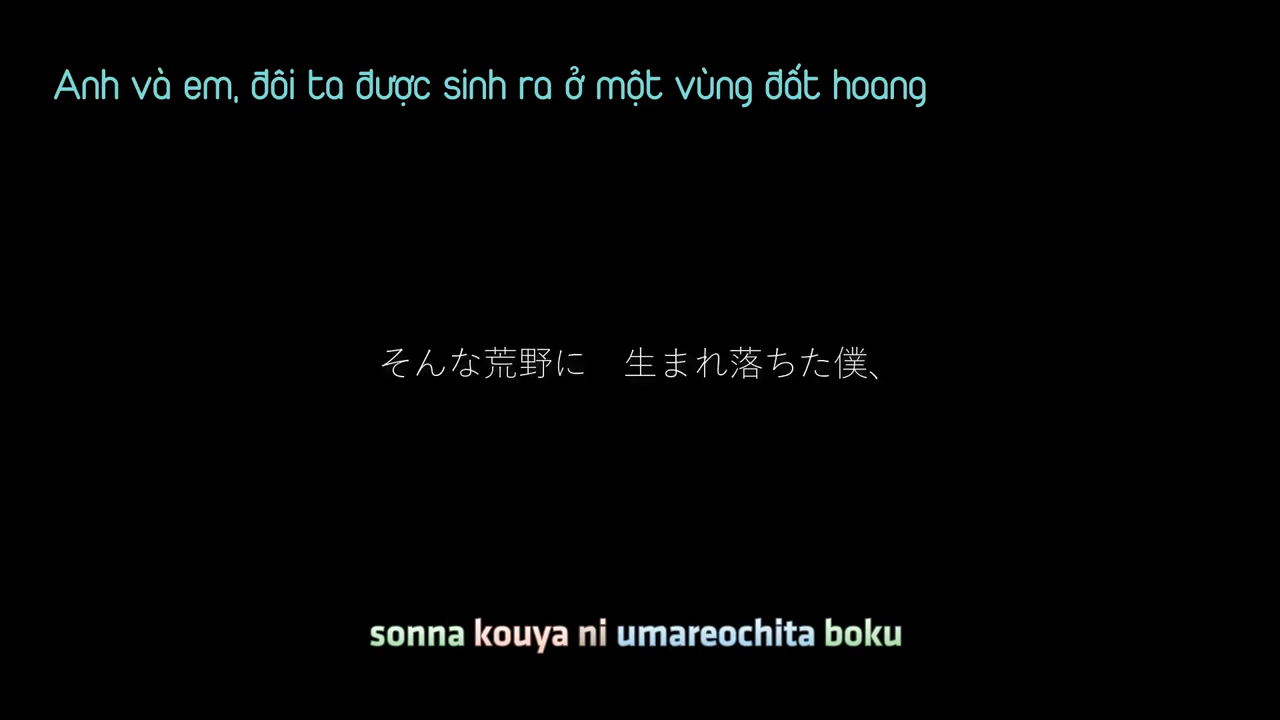 Anh và em, đôi ta được sinh ra ở một vùng đất hoang
そんな荒野に　生まれ落ちた僕、
sonna kouya ni umareochita boku